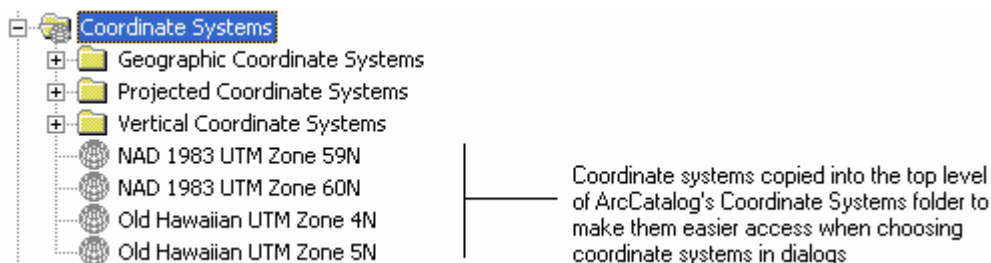 Coordinate Systems
Geographic Coordinate Systems
Projected Coordinate Systems
Vertical Coordinate Systems
NAD 1983 UTM Zone 59N
NAD 1983 UTM Zone 60N
Old Hawaiian UTM Zone 4N
Old Hawaiian UTM Zone 5N
Coordinate systems copied into the top level
of ArcCatalog's Coordinate Systems folder to
make them easier access when choosing
coordinate systems in dialogs